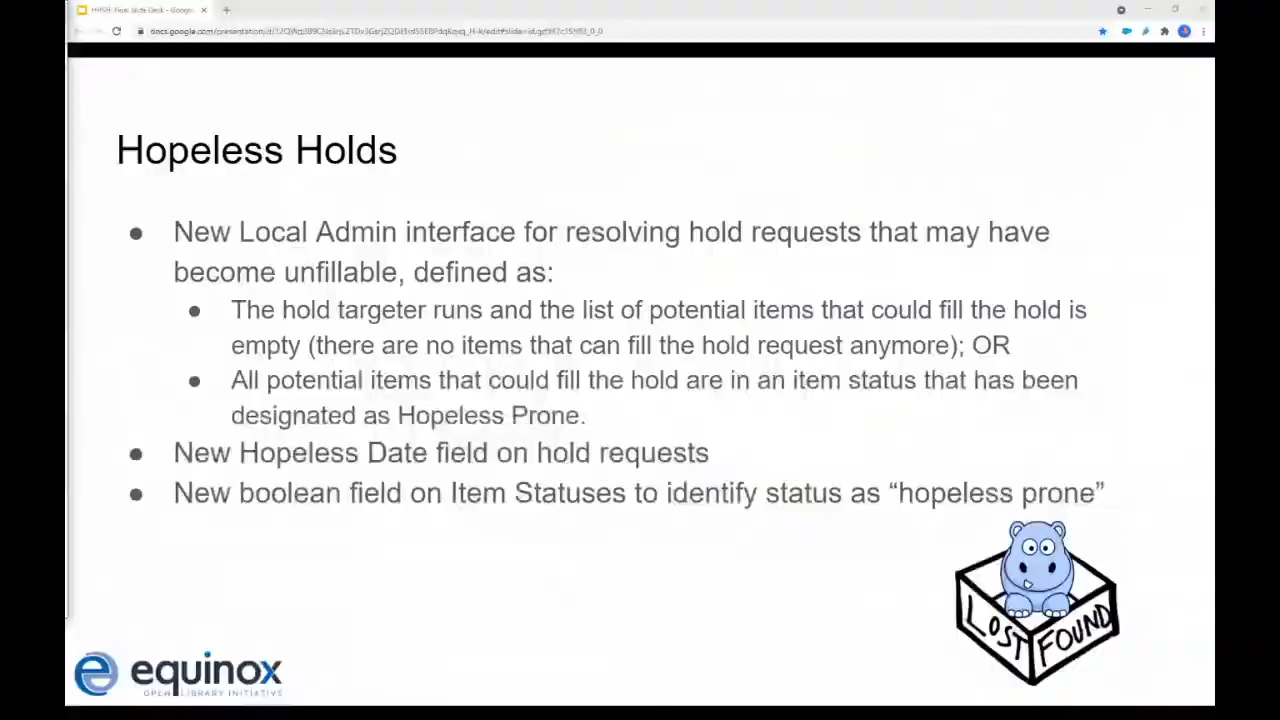 Hopeless Holds
● New Local Admin interface for resolving hold requests that may have
become unfillable, defined as:
● The hold targeter runs and the list of potential items that could fill the hold is
empty (there are no items that can fill the hold request anymore); OR
● All potential items that could fill the hold are in an item status that has been
designated as Hopeless Prone.
● New Hopeless Date field on hold requests
● New boolean field on Item Statuses to identify status as “hopeless prone”
LOST FOUND
equinox
OPEN LIBRARY INITIATIVE